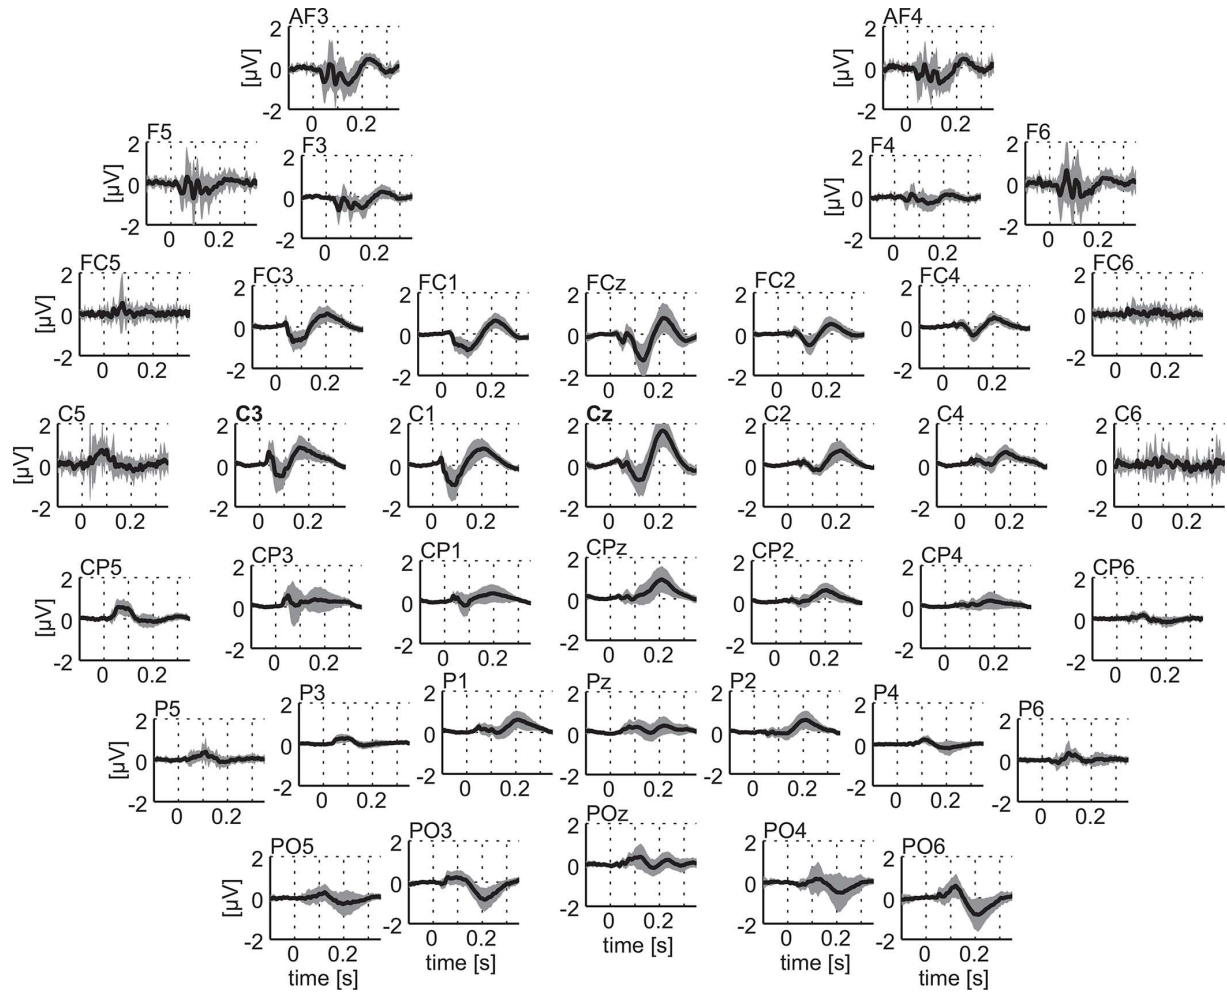 AF3 AF4
2 2
[µV] 0 [µV] 0
-2 -2
0 0.2 0 0.2
F5 F3 F4 F6
2 2 2 2
[µV] 0 0 [µV] 0 0
-2 -2 -2 -2
0 0.2 0 0.2 0 0.2 0 0.2
FC5 FC3 FC1 FCz FC2 FC4 FC6
2 2 2 2 2 2 2
[µV] 0 0 0 0 0 0 0
-2 -2 -2 -2 -2 -2 -2
0 0.2 0 0.2 0 0.2 0 0.2 0 0.2 0 0.2 0 0.2
C5 C3 C1 Cz C2 C4 C6
2 2 2 2 2 2 2
[µV] 0 0 0 0 0 0 0
-2 -2 -2 -2 -2 -2 -2
0 0.2 0 0.2 0 0.2 0 0.2 0 0.2 0 0.2 0 0.2
CP5 CP3 CP1 CPz CP2 CP4 CP6
2 2 2 2 2 2 2
[µV] 0 0 0 0 0 0 0
-2 -2 -2 -2 -2 -2 -2
0 0.2 0 0.2 0 0.2 0 0.2 0 0.2 0 0.2 0 0.2
P5 P3 P1 Pz P2 P4 P6
2 2 2 2 2 2 2
[µV] 0 0 0 0 0 0 0
-2 -2 -2 -2 -2 -2 -2
0 0.2 0 0.2 0 0.2 0 0.2 0 0.2 0 0.2 0 0.2
PO5 PO3 POz PO4 PO6
2 2 2 2 2
[µV] 0 0 0 0 0
-2 -2 -2 -2 -2
0 0.2 0 0.2 0 0.2 0 0.2 0 0.2
time [s] time [s] time [s] time [s] time [s]